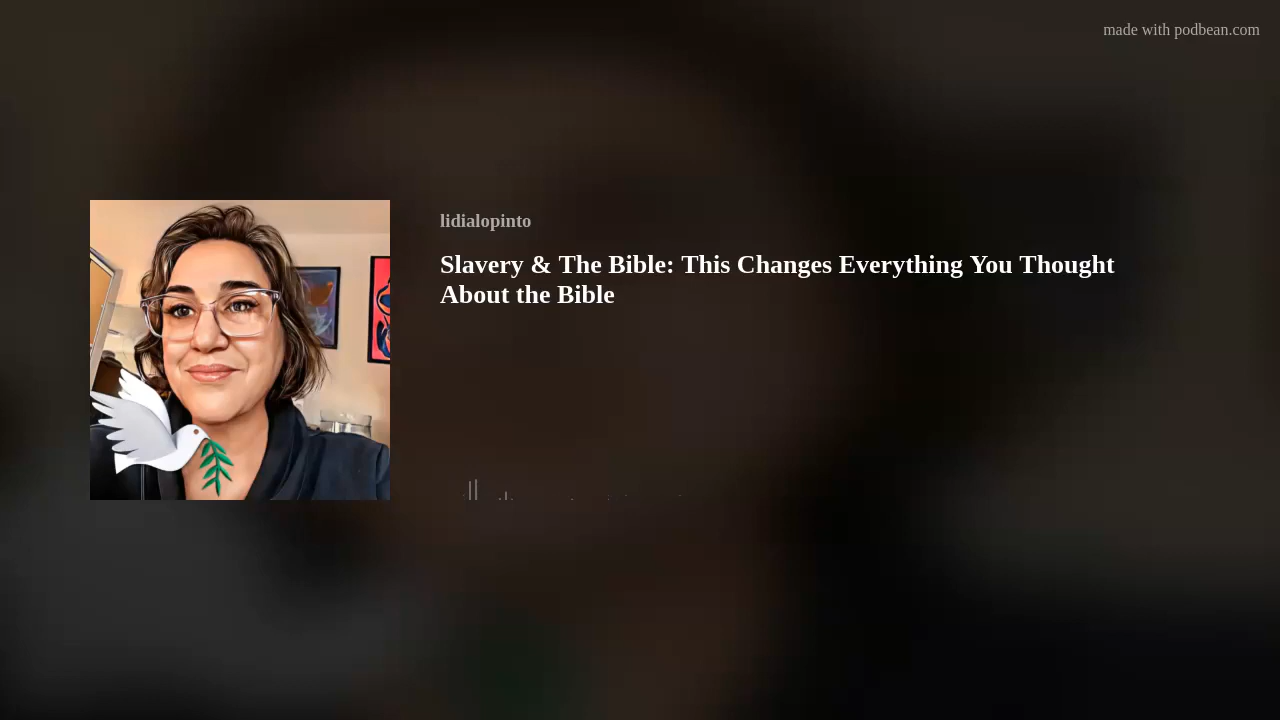 made with podbean.com
lidialopinto
Slavery & The Bible: This Changes Everything You Thought
About the Bible